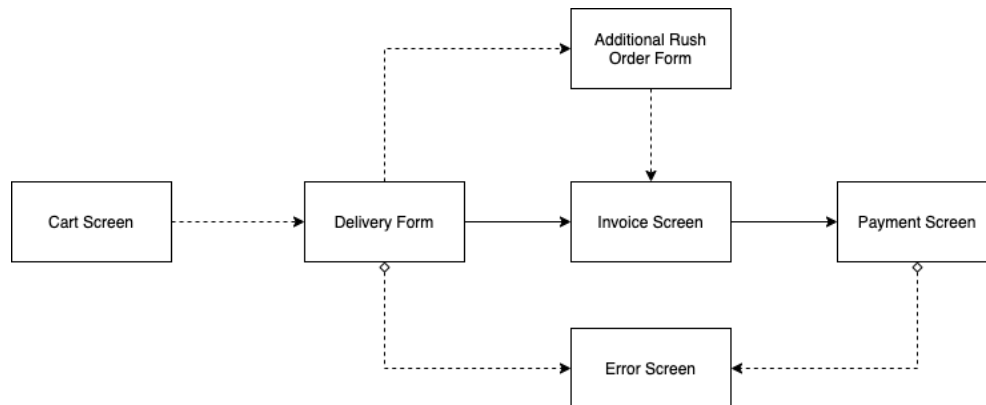 Additional Rush
Order Form
Cart Screen
Delivery Form
Invoice Screen
Payment Screen
Error Screen